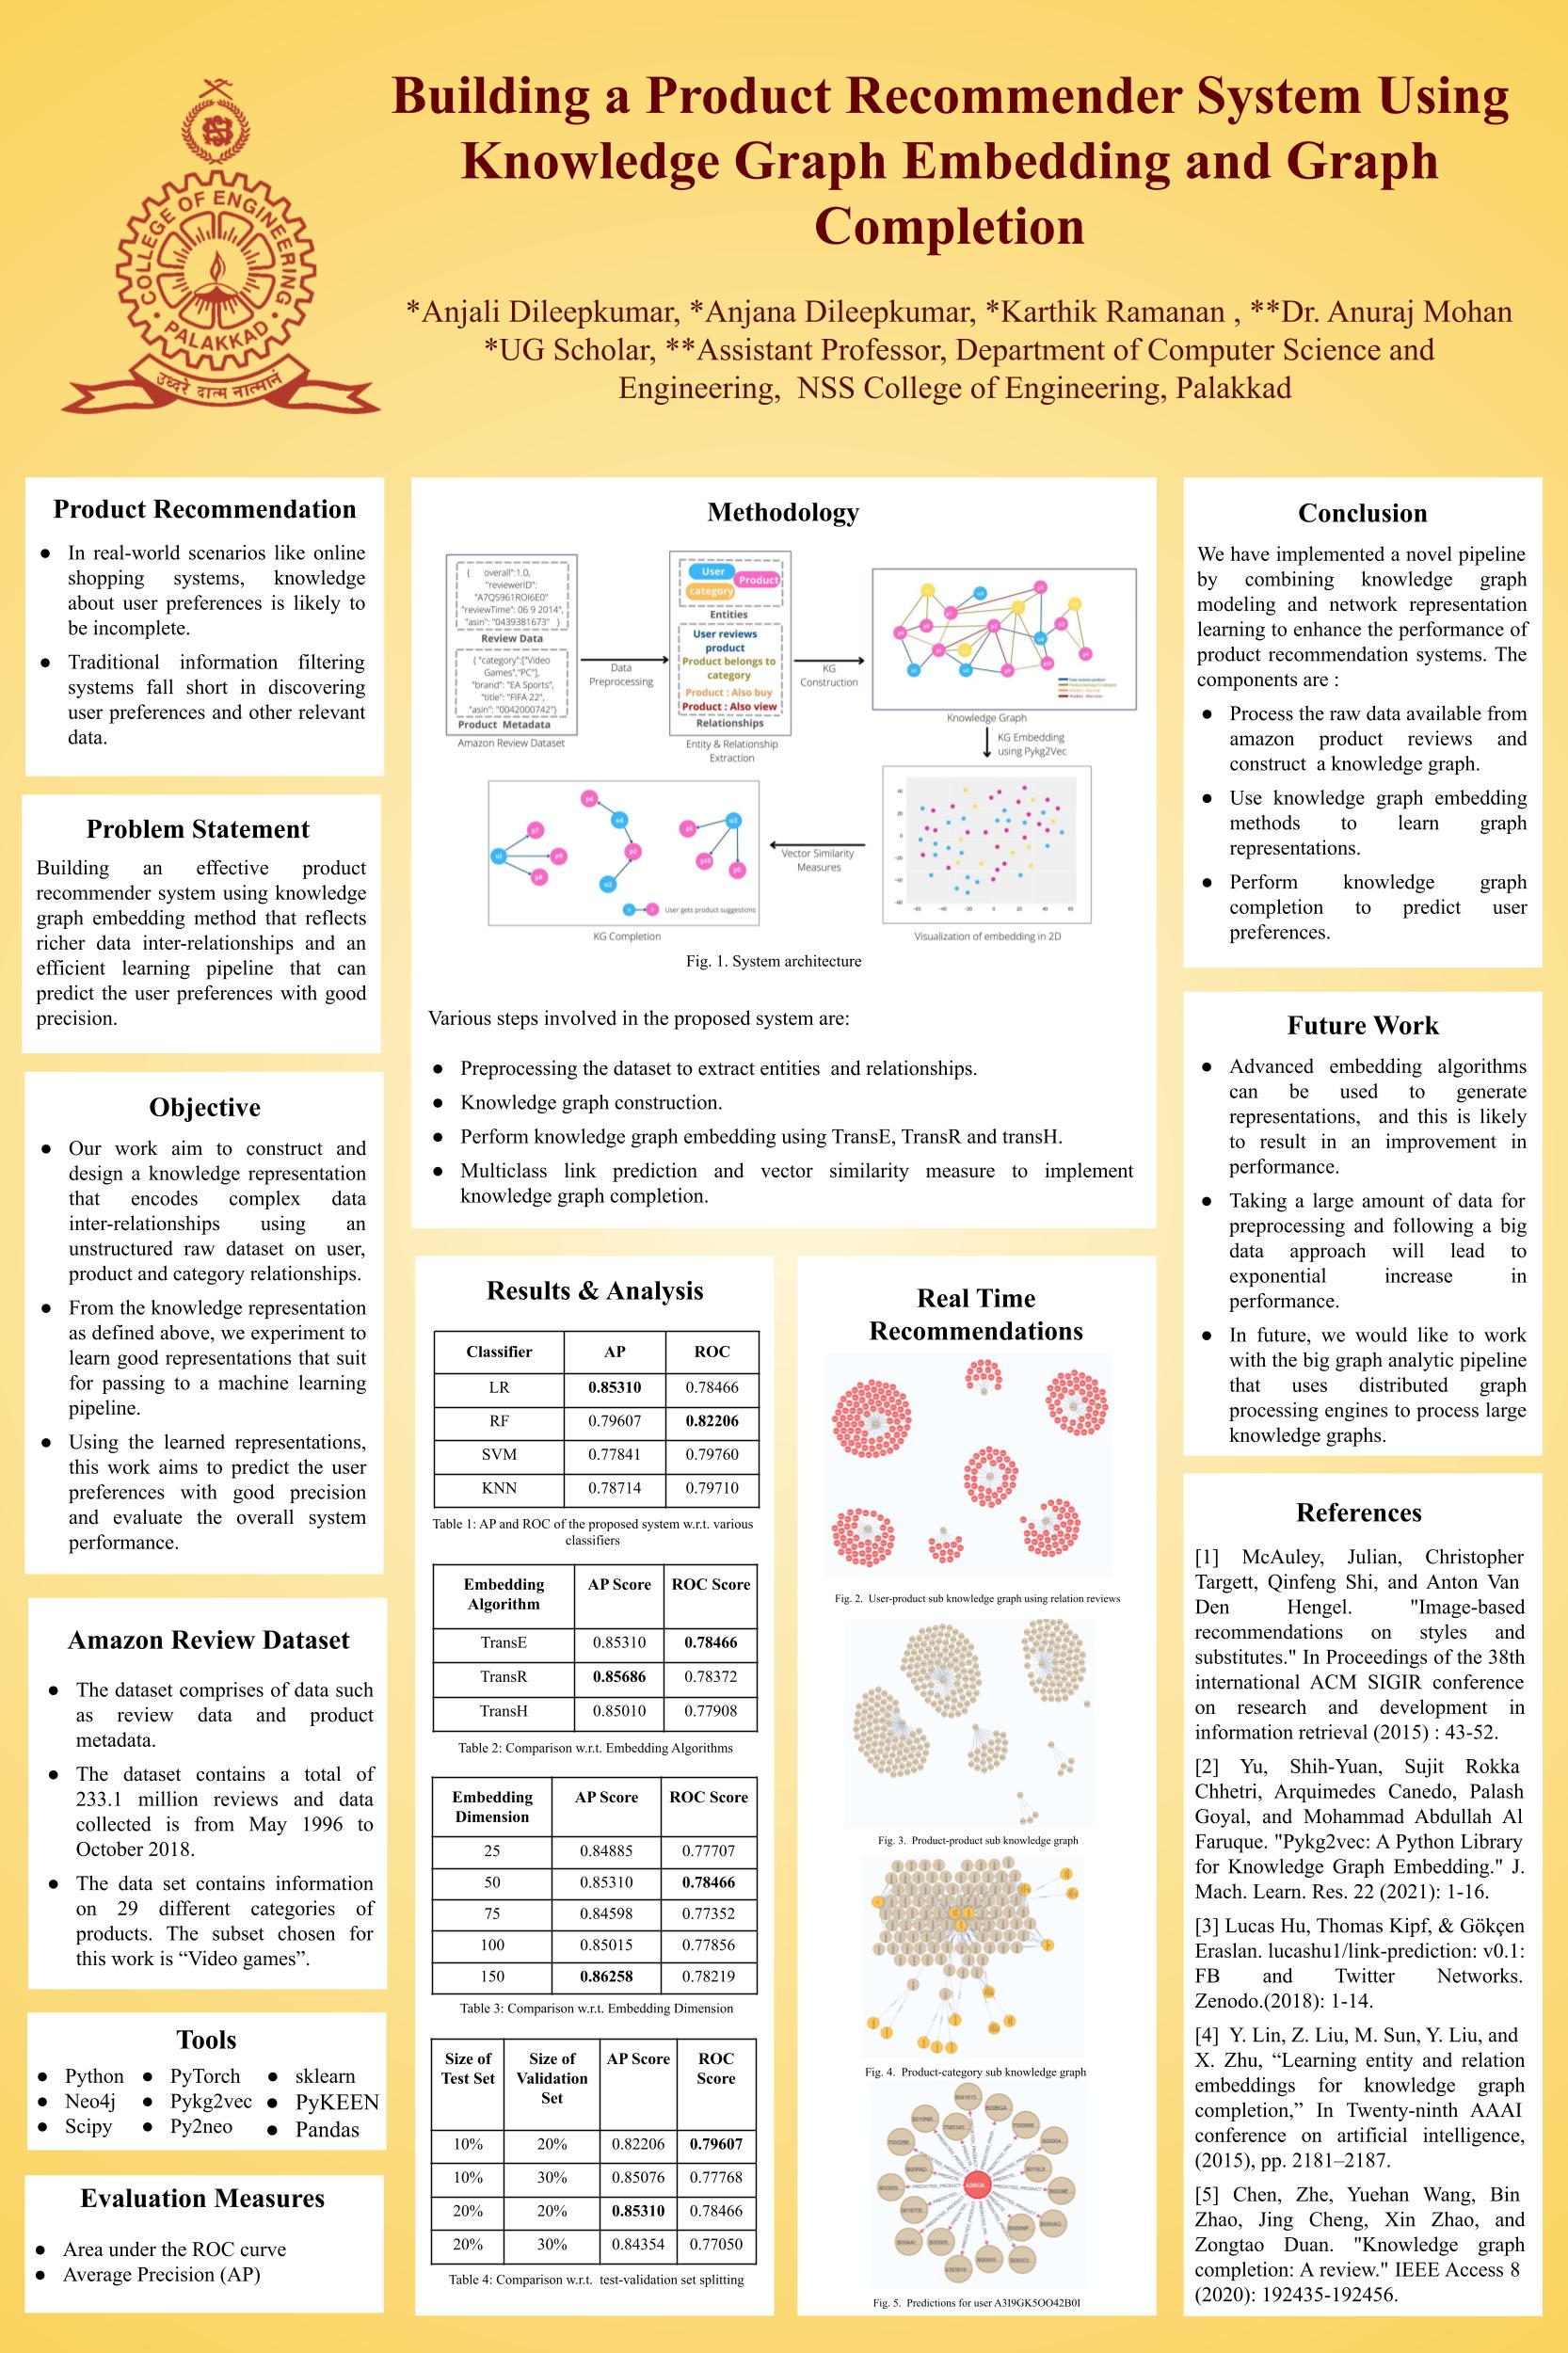 Building a Product Recommender System Using
Knowledge Graph Embedding and Graph
Completion
*Anjali Dileepkumar, *Anjana Dileepkumar, *Karthik Ramanan , **Dr. Anuraj Mohan
*UG Scholar, **Assistant Professor, Department of Computer Science and
Engineering, NSS College of Engineering, Palakkad
COLLEGE OF ENGINEERING
PALAKKAD
Product Recommendation
● In real-world scenarios like online
shopping systems, knowledge
about user preferences is likely to
be incomplete.
● Traditional information filtering
systems fall short in discovering
user preferences and other relevant
data.
Problem Statement
Building an effective product
recommender system using knowledge
graph embedding method that reflects
richer data inter-relationships and an
efficient learning pipeline that can
predict the user preferences with good
precision.
Objective
● Our work aim to construct and
design a knowledge representation
that encodes complex data
inter-relationships using an
unstructured raw dataset on user,
product and category relationships.
● From the knowledge representation
as defined above, we experiment to
learn good representations that suit
for passing to a machine learning
pipeline.
● Using the learned representations,
this work aims to predict the user
preferences with good precision
and evaluate the overall system
performance.
Amazon Review Dataset
● The dataset comprises of data such
as review data and product
metadata.
● The dataset contains a total of
233.1 million reviews and data
collected is from May 1996 to
October 2018.
● The data set contains information
on 29 different categories of
products. The subset chosen for
this work is “Video games”.
Tools
● Python ● PyTorch ● sklearn
● Neo4j ● Pykg2vec ● PyKEEN
● Scipy ● Py2neo ● Pandas
Evaluation Measures
● Area under the ROC curve
● Average Precision (AP)
Methodology
{ overall":1.0,
"reviewerID":
"A7QS961ROI6E0"
"reviewTime": 06 9 2014",
"asin": "0439381673" }
Review Data
{ "category":["Video
Games","PC"],
"brand": "EA Sports",
"title": "FIFA 22",
"asin": "0042000742"}
Product Metadata
Amazon Review Dataset
Data
Preprocessing
User
Product
category
Entities
User reviews
product
Product belongs to
category
Product : Also buy
Product : Also view
Relationships
Entity & Relationship
Extraction
KG
Construction
Knowledge Graph
KG Embedding
using Pykg2Vec
Visualization of embedding in 2D
Vector Similarity
Measures
User gets product suggestions
KG Completion
Fig. 1. System architecture
Various steps involved in the proposed system are:
● Preprocessing the dataset to extract entities and relationships.
● Knowledge graph construction.
● Perform knowledge graph embedding using TransE, TransR and transH.
● Multiclass link prediction and vector similarity measure to implement
knowledge graph completion.
Results & Analysis
Classifier AP ROC
LR 0.85310 0.78466
RF 0.79607 0.82206
SVM 0.77841 0.79760
KNN 0.78714 0.79710
Table 1: AP and ROC of the proposed system w.r.t. various
classifiers
Embedding AP Score ROC Score
Algorithm
TransE 0.85310 0.78466
TransR 0.85686 0.78372
TransH 0.85010 0.77908
Table 2: Comparison w.r.t. Embedding Algorithms
Embedding AP Score ROC Score
Dimension
25 0.84885 0.77707
50 0.85310 0.78466
75 0.84598 0.77352
100 0.85015 0.77856
150 0.86258 0.78219
Table 3: Comparison w.r.t. Embedding Dimension
Size of Size of AP Score ROC
Test Set Validation Score
Set
10% 20% 0.82206 0.79607
10% 30% 0.85076 0.77768
20% 20% 0.85310 0.78466
20% 30% 0.84354 0.77050
Table 4: Comparison w.r.t. test-validation set splitting
Real Time
Recommendations
Fig. 2. User-product sub knowledge graph using relation reviews
Fig. 3. Product-product sub knowledge graph
Fig. 4. Product-category sub knowledge graph
Fig. 5. Predictions for user A3I9GK5OO42B0I
Conclusion
We have implemented a novel pipeline
by combining knowledge graph
modeling and network representation
learning to enhance the performance of
product recommendation systems. The
components are :
● Process the raw data available from
amazon product reviews and
construct a knowledge graph.
● Use knowledge graph embedding
methods to learn graph
representations.
● Perform knowledge graph
completion to predict user
preferences.
Future Work
● Advanced embedding algorithms
can be used to generate
representations, and this is likely
to result in an improvement in
performance.
● Taking a large amount of data for
preprocessing and following a big
data approach will lead to
exponential increase in
performance.
● In future, we would like to work
with the big graph analytic pipeline
that uses distributed graph
processing engines to process large
knowledge graphs.
References
[1] McAuley, Julian, Christopher
Targett, Qinfeng Shi, and Anton Van
Den Hengel. "Image-based
recommendations on styles and
substitutes." In Proceedings of the 38th
international ACM SIGIR conference
on research and development in
information retrieval (2015) : 43-52.
[2] Yu, Shih-Yuan, Sujit Rokka
Chhetri, Arquimedes Canedo, Palash
Goyal, and Mohammad Abdullah Al
Faruque. "Pykg2vec: A Python Library
for Knowledge Graph Embedding." J.
Mach. Learn. Res. 22 (2021): 1-16.
[3] Lucas Hu, Thomas Kipf, & Gökçen
Eraslan. lucashu1/link-prediction: v0.1:
FB and Twitter Networks.
Zenodo.(2018): 1-14.
[4] Y. Lin, Z. Liu, M. Sun, Y. Liu, and
X. Zhu, “Learning entity and relation
embeddings for knowledge graph
completion,” In Twenty-ninth AAAI
conference on artificial intelligence,
(2015), pp. 2181–2187.
[5] Chen, Zhe, Yuehan Wang, Bin
Zhao, Jing Cheng, Xin Zhao, and
Zongtao Duan. "Knowledge graph
completion: A review." IEEE Access 8
(2020): 192435-192456.